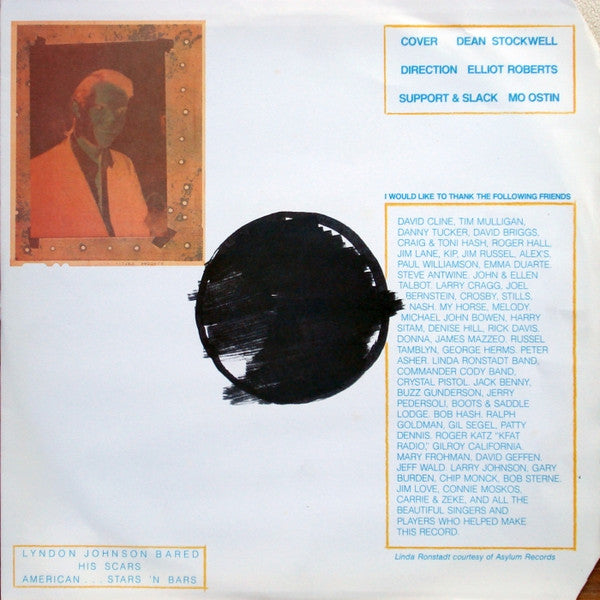 COVER DEAN STOCKWELL
DIRECTION ELLIOT ROBERTS
SUPPORT & SLACK MO OSTIN
I WOULD LIKE TO THANK THE FOLLOWING FRIENDS
DAVID CLINE, TIM MULLIGAN,
DANNY TUCKER, DAVID BRIGGS,
CRAIG & TONI HASH, ROGER HALL,
JIM LANE, KIP, JIM RUSSEL, ALEX'S,
PAUL WILLIAMSON, EMMA DUARTE.
STEVE ANTWINE. JOHN & ELLEN
TALBOT. LARRY CRAGG, JOEL
BERNSTEIN, CROSBY, STILLS,
NASH. MY HORSE, MELODY.
MICHAEL JOHN BOWEN, HARRY
SITAM, DENISE HILL, RICK DAVIS.
DONNA, JAMES MAZZEO, RUSSEL
TAMBLYN, GEORGE HERMS. PETER
ASHER. LINDA RONSTADT BAND,
COMMANDER CODY BAND,
CRYSTAL PISTOL. JACK BENNY,
BUZZ GUNDERSON, JERRY
PEDERSOLI, BOOTS & SADDLE
LODGE. BOB HASH. RALPH
GOLDMAN, GIL SEGEL, PATTY
DENNIS. ROGER KATZ "KFAT
RADIO," GILROY CALIFORNIA.
MARY FROHMAN, DAVID GEFFEN.
JEFF WALD. LARRY JOHNSON, GARY
BURDEN, CHIP MONCK, BOB STERNE.
JIM LOVE, CONNIE MOSKOS,
CARRIE & ZEKE, AND ALL THE
BEAUTIFUL SINGERS AND
PLAYERS WHO HELPED MAKE
THIS RECORD.
Linda Ronstadt courtesy of Asylum Records
LYNDON JOHNSON BARED
HIS SCARS
AMERICAN . . . STARS 'N BARS